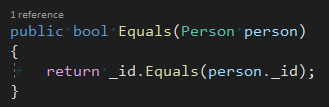 1 reference
public bool Equals(Person person)
{
    return _id.Equals(person._id);
}